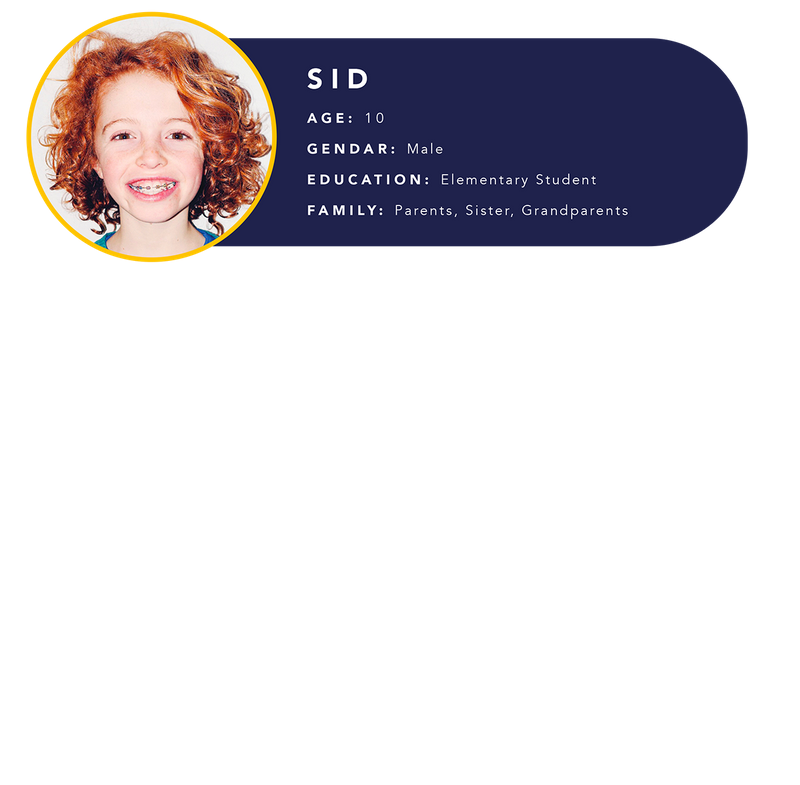 SID
AGE: 10
GENDAR: Male
EDUCATION: Elementary Student
FAMILY: Parents, Sister, Grandparents